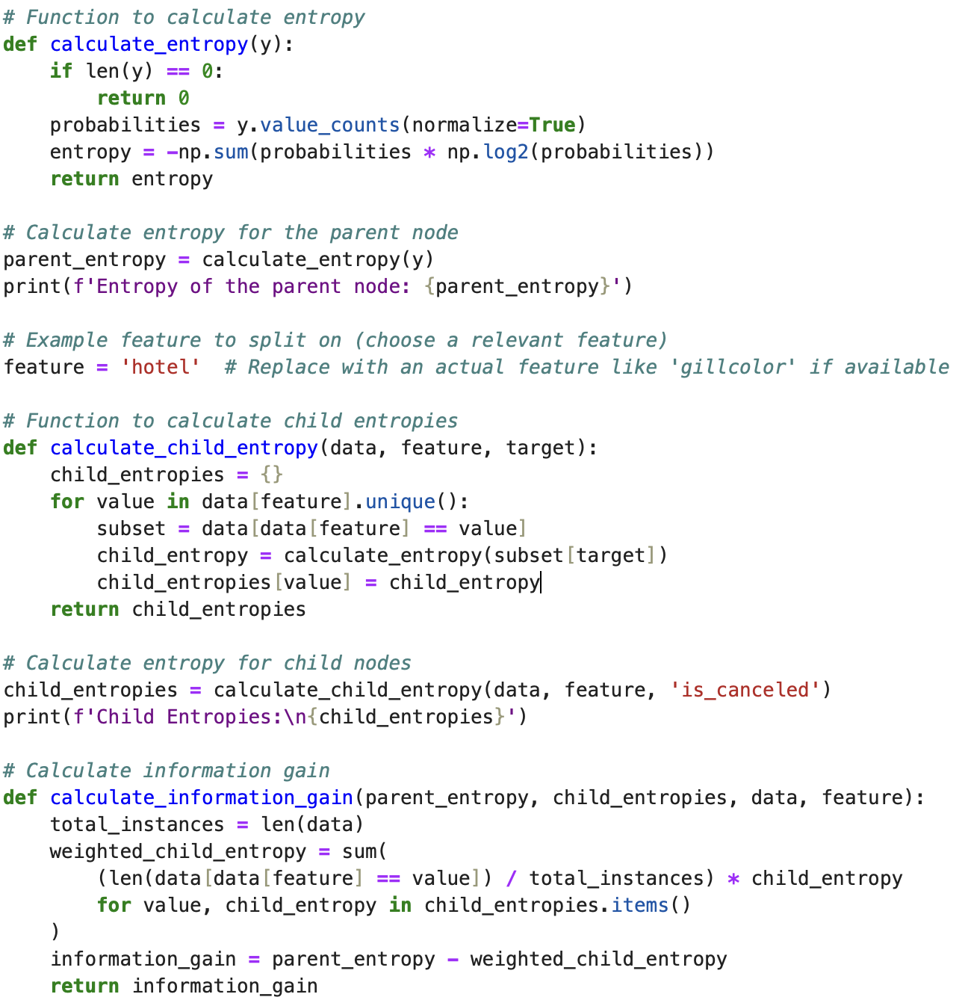 # Function to calculate entropy
def calculate_entropy(y):
    if len(y) == 0:
        return 0
    probabilities = y.value_counts(normalize=True)
    entropy = -np.sum(probabilities * np.log2(probabilities))
    return entropy

# Calculate entropy for the parent node
parent_entropy = calculate_entropy(y)
print(f'Entropy of the parent node: {parent_entropy}')

# Example feature to split on (choose a relevant feature)
feature = 'hotel'  # Replace with an actual feature like 'gillcolor' if available

# Function to calculate child entropies
def calculate_child_entropy(data, feature, target):
    child_entropies = {}
    for value in data[feature].unique():
        subset = data[data[feature] == value]
        child_entropy = calculate_entropy(subset[target])
        child_entropies[value] = child_entropy
    return child_entropies

# Calculate entropy for child nodes
child_entropies = calculate_child_entropy(data, feature, 'is_canceled')
print(f'Child Entropies:\n{child_entropies}')

# Calculate information gain
def calculate_information_gain(parent_entropy, child_entropies, data, feature):
    total_instances = len(data)
    weighted_child_entropy = sum(
        (len(data[data[feature] == value]) / total_instances) * child_entropy
        for value, child_entropy in child_entropies.items()
    )
    information_gain = parent_entropy - weighted_child_entropy
    return information_gain